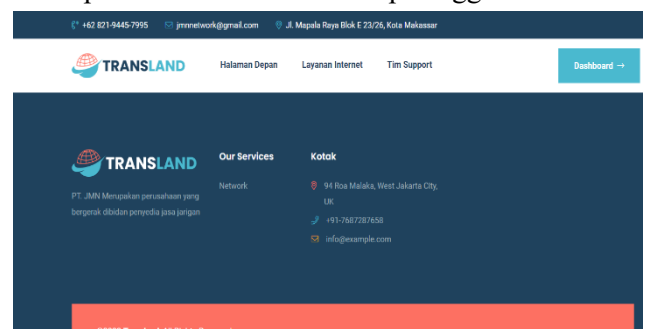 +62 821-9445-7995 jmnnetwork@gmail.com Jl. Mapala Raya Blok E 23/26, Kota Makassar
TRANSLAND Halaman Depan Layanan Internet Tim Support Dashboard →
TRANSLAND
PT. JMN Merupakan perusahaan yang
bergerak dibidan penyedia jasa jarigan
Our Services
Network
Kotak
94 Roa Malaka, West Jakarta City,
UK
+91-7687287658
info@example.com